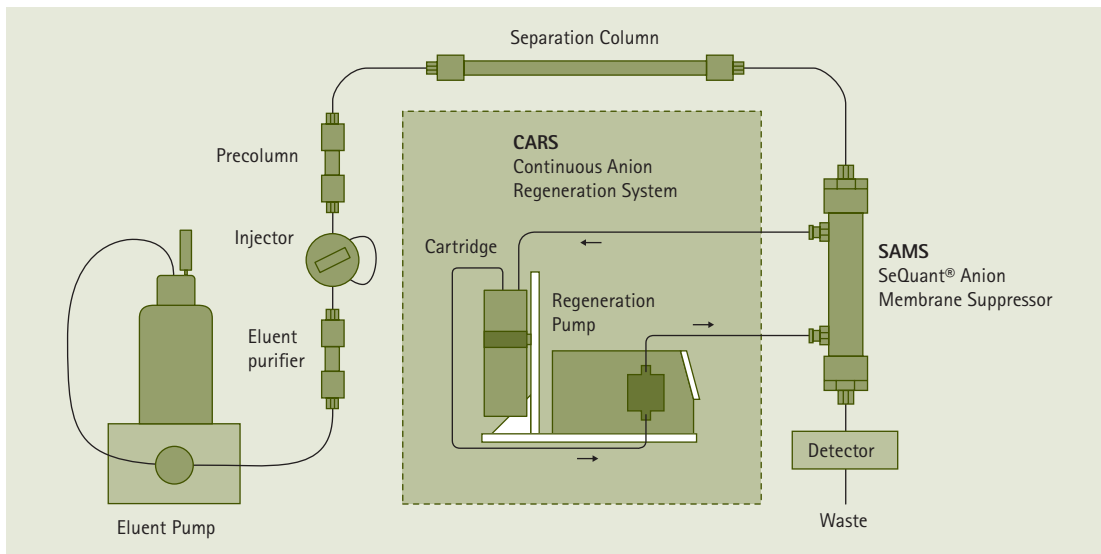 Separation Column
CARS
Continuous Anion
Regeneration System
Precolumn
Injector
Cartridge
SAMS
SeQuant® Anion
Membrane Suppressor
Regeneration
Pump
Eluent
purifier
Detector
Eluent Pump
Waste